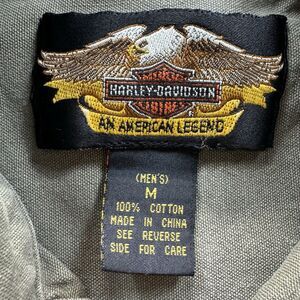 HARLEY-DAVIDSON
AN AMERICAN LEGEND
(MEN'S)
M
100% COTTON
MADE IN CHINA
SEE REVERSE
SIDE FOR CARE